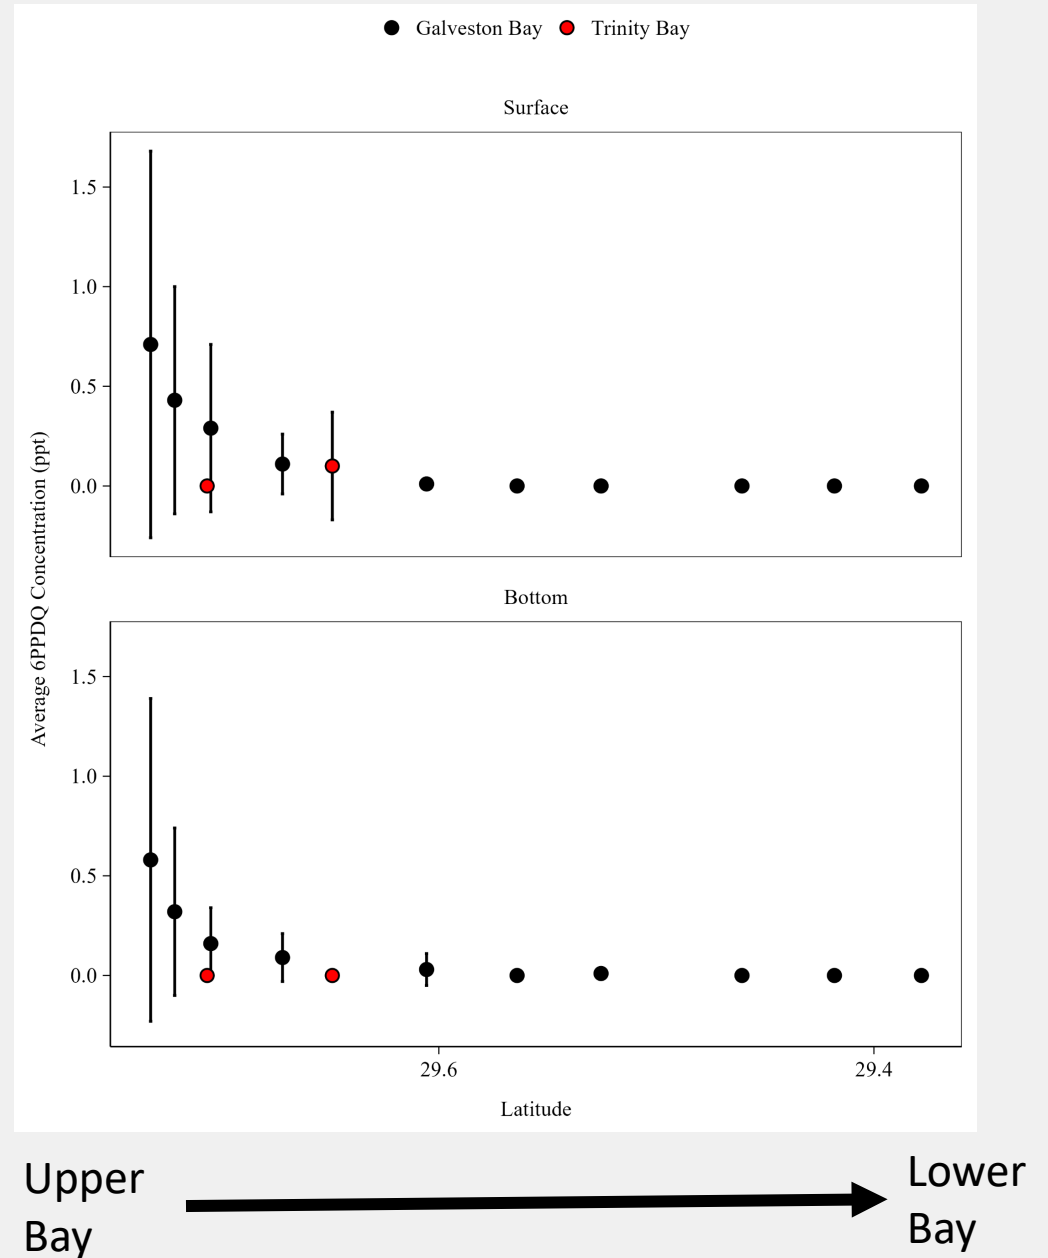 Galveston Bay Trinity Bay
Surface
1.5
1.0
0.5
0.0
Average 6PPDQ Concentration (ppt)
Bottom
1.5
1.0
0.5
0.0
29.6 29.4
Latitude
Upper
Bay
Lower
Bay